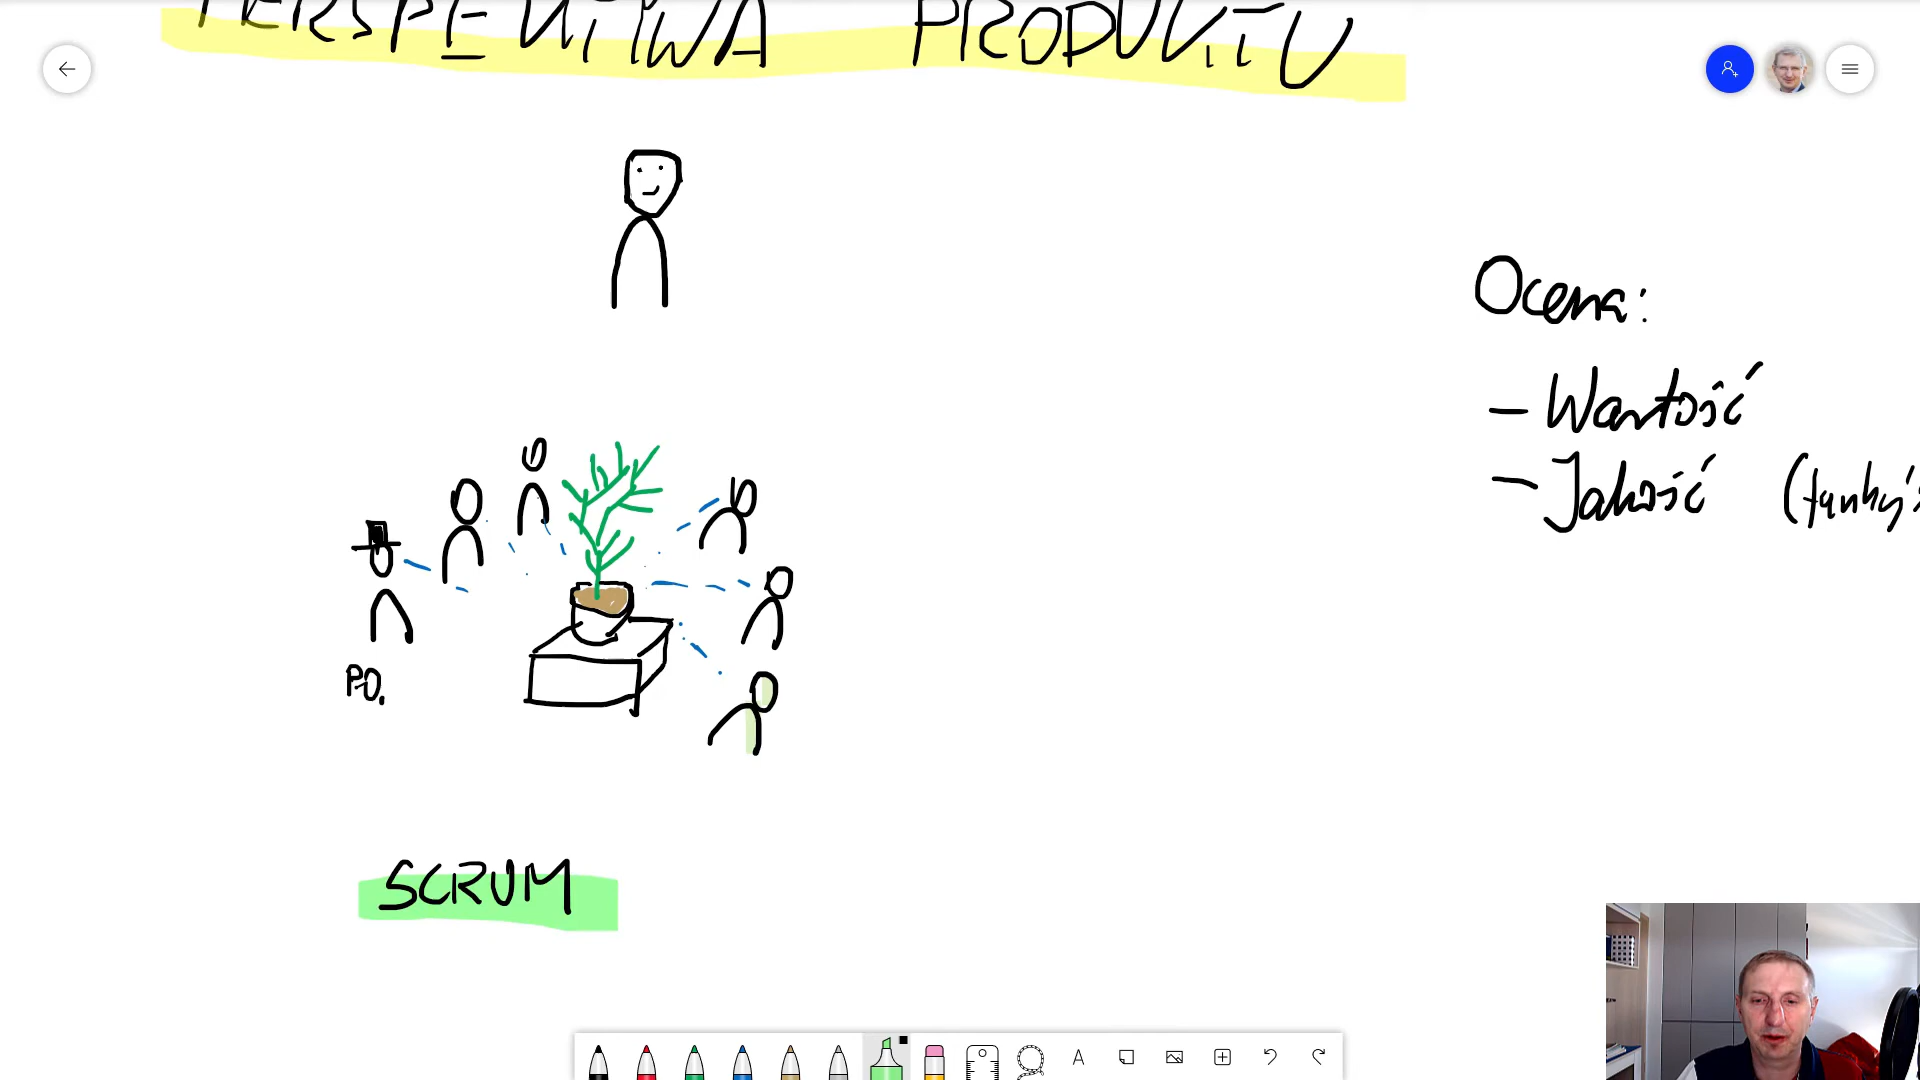 PERSPEKTYWA PRODUKTU
Ocena:
- Wartość
- Jakość
P.O.
SCRUM
A